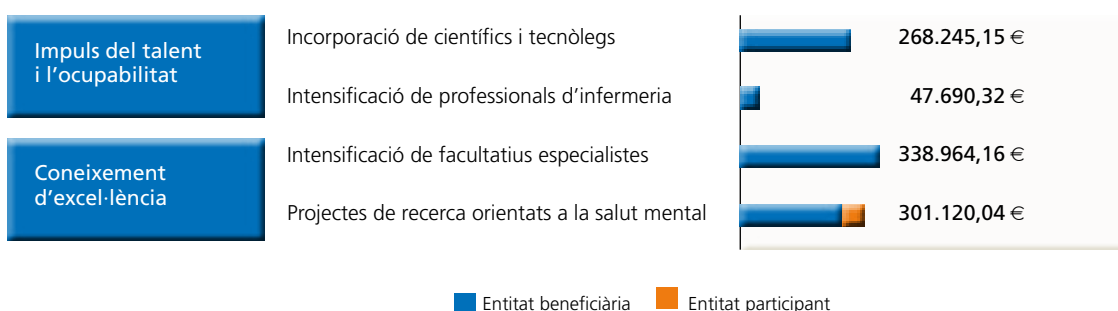 Impuls del talent
i l’ocupabilitat
Incorporació de científics i tecnòlegs
268.245,15 €
Intensificació de professionals d’infermeria
47.690,32 €
Coneixement
d’excel·lència
Intensificació de facultatius especialistes
338.964,16 €
Projectes de recerca orientats a la salut mental
301.120,04 €
Entitat beneficiària
Entitat participant